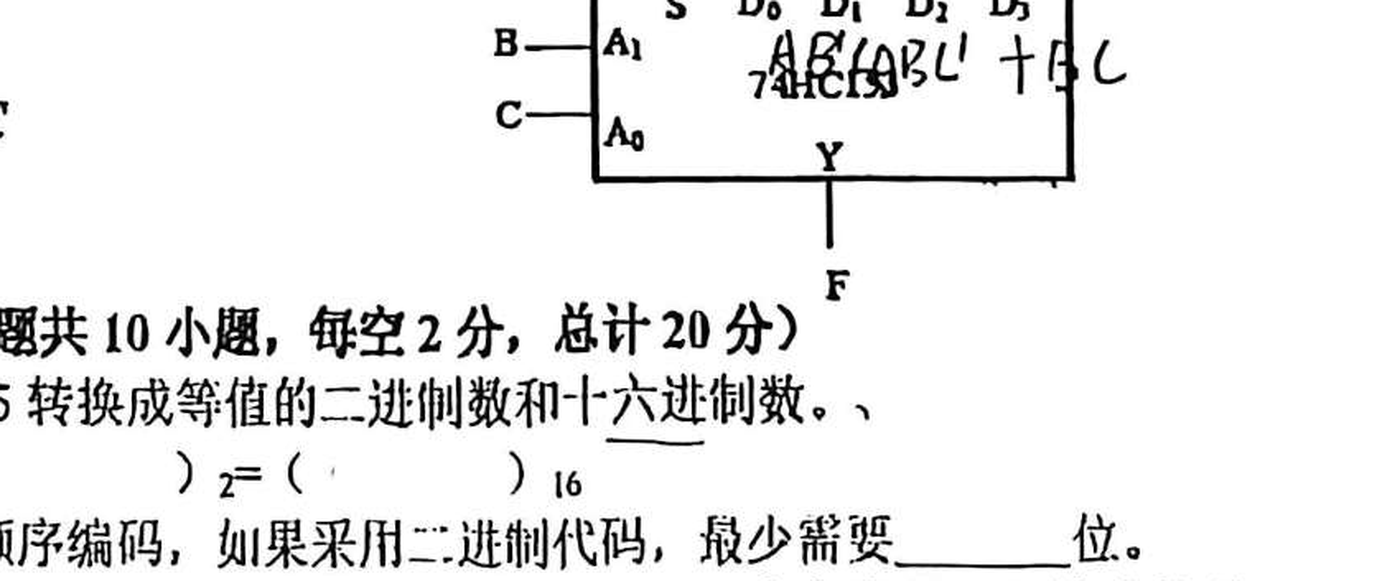 S D₀ D₁ D₂ D₃
B A₁
AB'C ABC' + BC
74HC153
C A₀
Y
F
题共 10 小题，每空 2 分，总计 20 分）
5 转换成等值的二进制数和十六进制数。、
）₂=（ ）₁₆
顺序编码，如果采用二进制代码，最少需要______位。